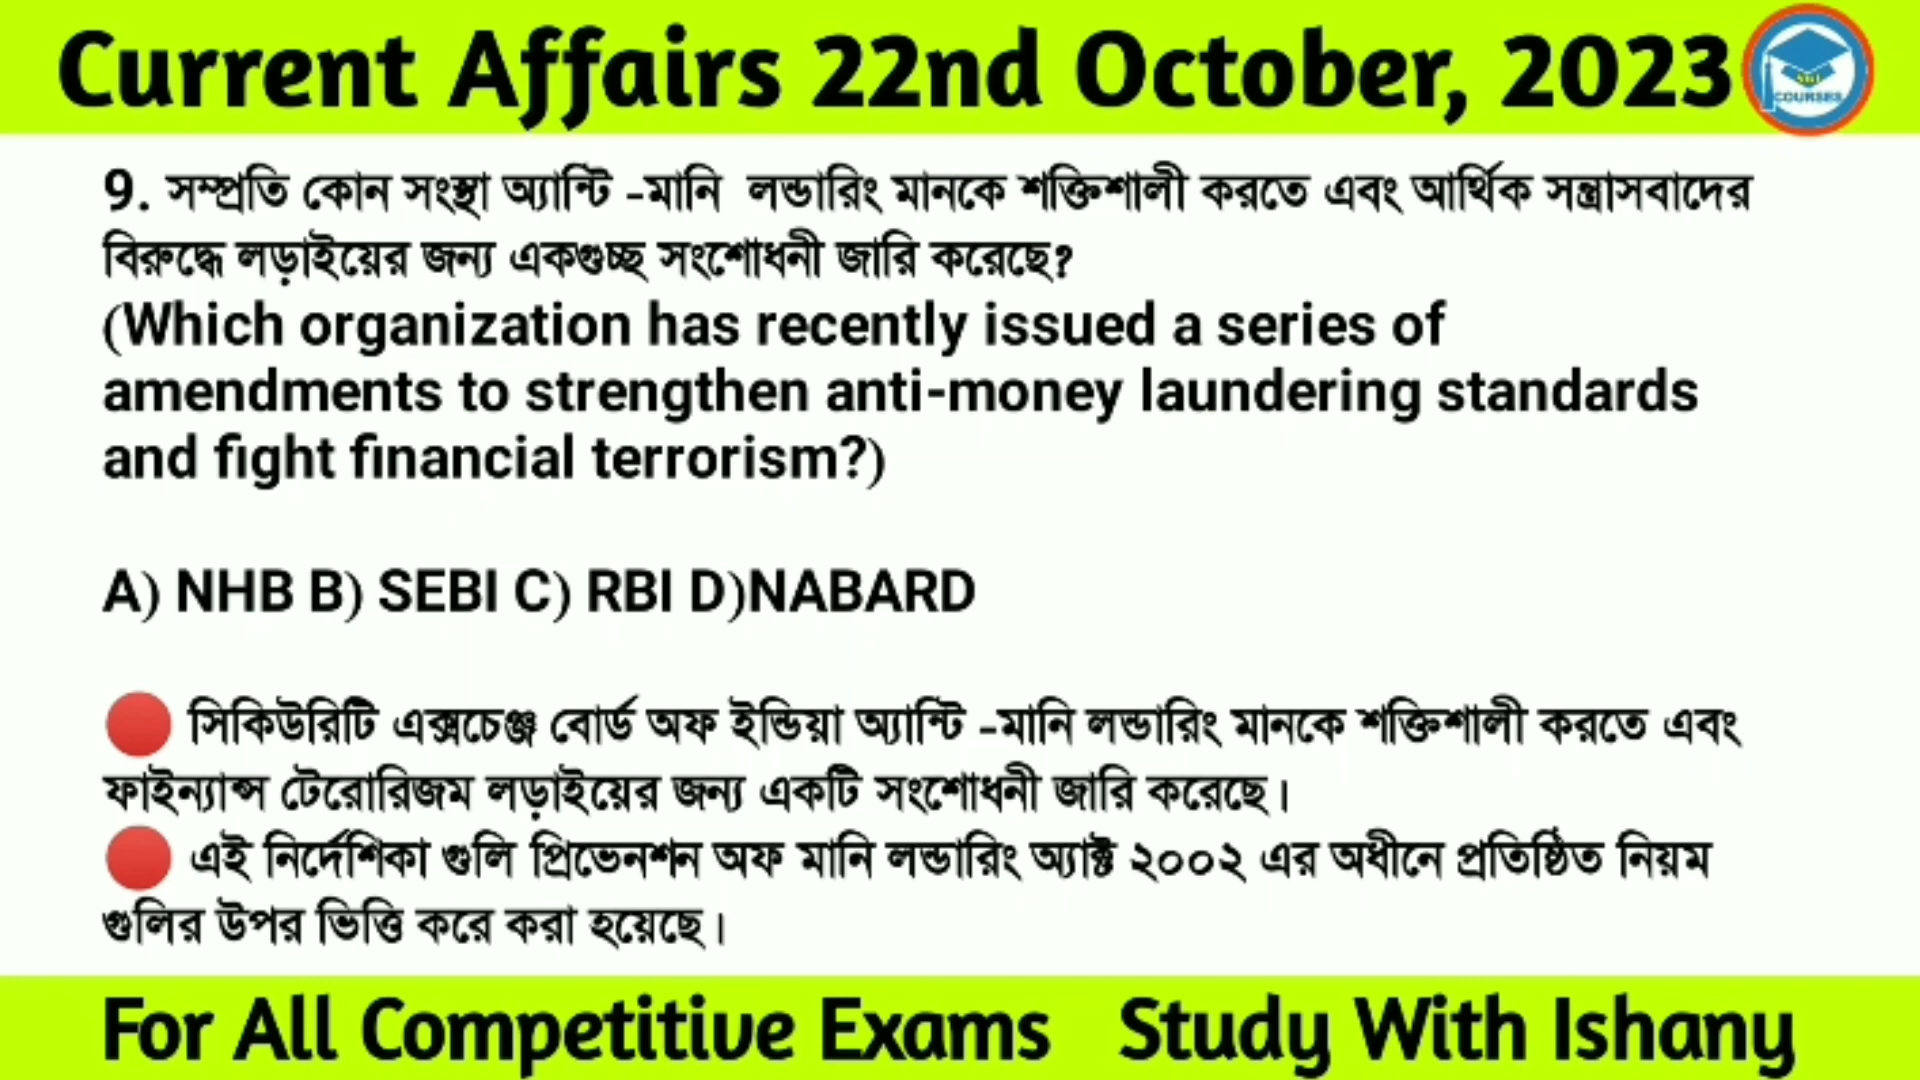 Current Affairs 22nd October, 2023
COURSES
9. সম্প্রতি কোন সংস্থা অ্যান্টি -মানি লন্ডারিং মানকে শক্তিশালী করতে এবং আর্থিক সন্ত্রাসবাদের
বিরুদ্ধে লড়াইয়ের জন্য একগুচ্ছ সংশোধনী জারি করেছে?
(Which organization has recently issued a series of
amendments to strengthen anti-money laundering standards
and fight financial terrorism?)
A) NHB B) SEBI C) RBI D)NABARD
🔴 সিকিউরিটি এক্সচেঞ্জ বোর্ড অফ ইন্ডিয়া অ্যান্টি -মানি লন্ডারিং মানকে শক্তিশালী করতে এবং
ফাইন্যান্স টেরোরিজম লড়াইয়ের জন্য একটি সংশোধনী জারি করেছে।
🔴 এই নির্দেশিকা গুলি প্রিভেনশন অফ মানি লন্ডারিং অ্যাক্ট ২০০২ এর অধীনে প্রতিষ্ঠিত নিয়ম
গুলির উপর ভিত্তি করে করা হয়েছে।
For All Competitive Exams Study With Ishany